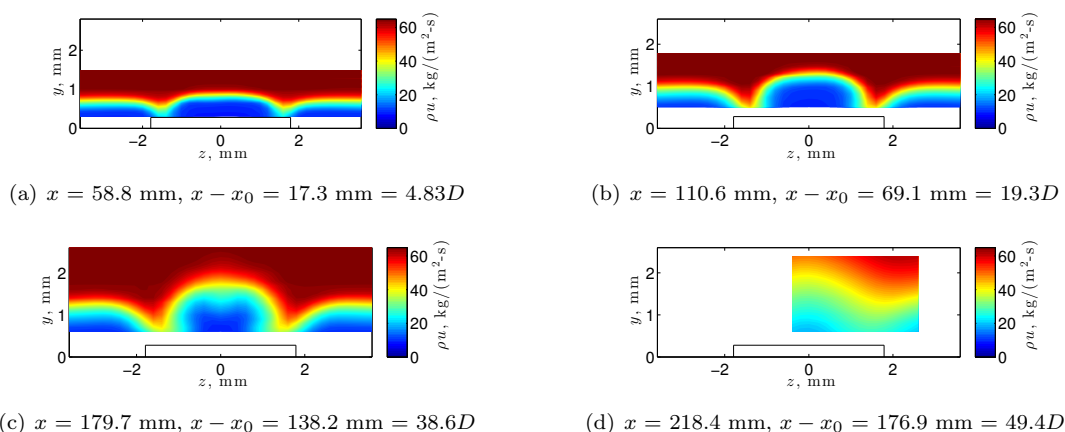 2
1
0
y, mm
−2 0 2
z, mm
60
40
20
0
ρu, kg/(m²-s)
2
1
0
y, mm
−2 0 2
z, mm
60
40
20
0
ρu, kg/(m²-s)
(a) x = 58.8 mm, x − x₀ = 17.3 mm = 4.83D
(b) x = 110.6 mm, x − x₀ = 69.1 mm = 19.3D
2
1
0
y, mm
−2 0 2
z, mm
60
40
20
0
ρu, kg/(m²-s)
2
1
0
y, mm
−2 0 2
z, mm
60
40
20
0
ρu, kg/(m²-s)
(c) x = 179.7 mm, x − x₀ = 138.2 mm = 38.6D
(d) x = 218.4 mm, x − x₀ = 176.9 mm = 49.4D